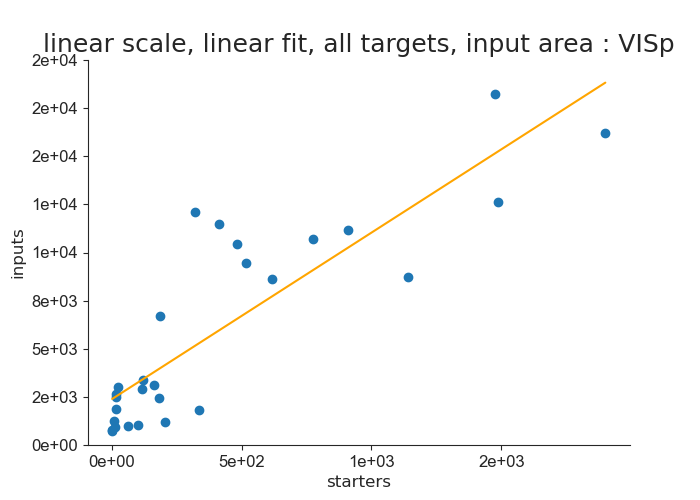 linear scale, linear fit, all targets, input area : VISp
2e+04
2e+04
2e+04
1e+04
1e+04
8e+03
5e+03
2e+03
0e+00
inputs
0e+00 5e+02 1e+03 2e+03
starters